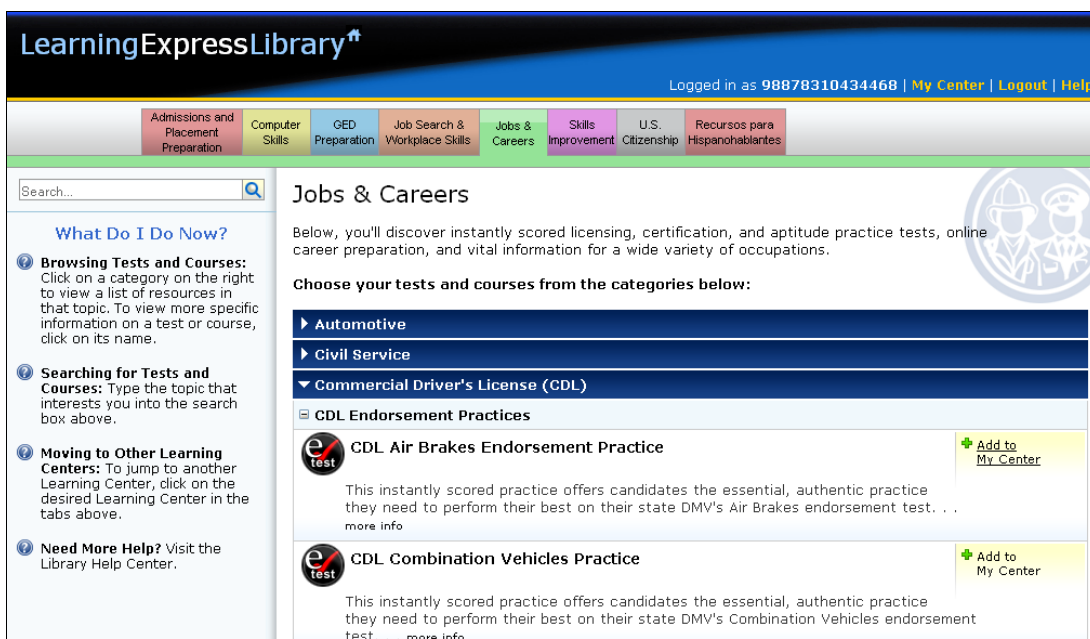 LearningExpressLibrary
Logged in as 98878310434468 | My Center | Logout | Help
Admissions and
Placement
Preparation
Computer
Skills
GED
Preparation
Job Search &
Workplace Skills
Jobs &
Careers
Skills
Improvement
U.S.
Citizenship
Recursos para
Hispanohablantes
Search...
What Do I Do Now?
Browsing Tests and Courses:
Click on a category on the right
to view a list of resources in
that topic. To view more specific
information on a test or course,
click on its name.
Searching for Tests and
Courses: Type the topic that
interests you into the search
box above.
Moving to Other Learning
Centers: To jump to another
Learning Center, click on the
desired Learning Center in the
tabs above.
Need More Help? Visit the
Library Help Center.
Jobs & Careers
Below, you'll discover instantly scored licensing, certification, and aptitude practice tests, online
career preparation, and vital information for a wide variety of occupations.
Choose your tests and courses from the categories below:
Automotive
Civil Service
Commercial Driver's License (CDL)
CDL Endorsement Practices
e test
CDL Air Brakes Endorsement Practice
Add to
My Center
This instantly scored practice offers candidates the essential, authentic practice
they need to perform their best on their state DMV's Air Brakes endorsement test. . .
more info
e test
CDL Combination Vehicles Practice
Add to
My Center
This instantly scored practice offers candidates the essential, authentic practice
they need to perform their best on their state DMV's Combination Vehicles endorsement
test. . . more info